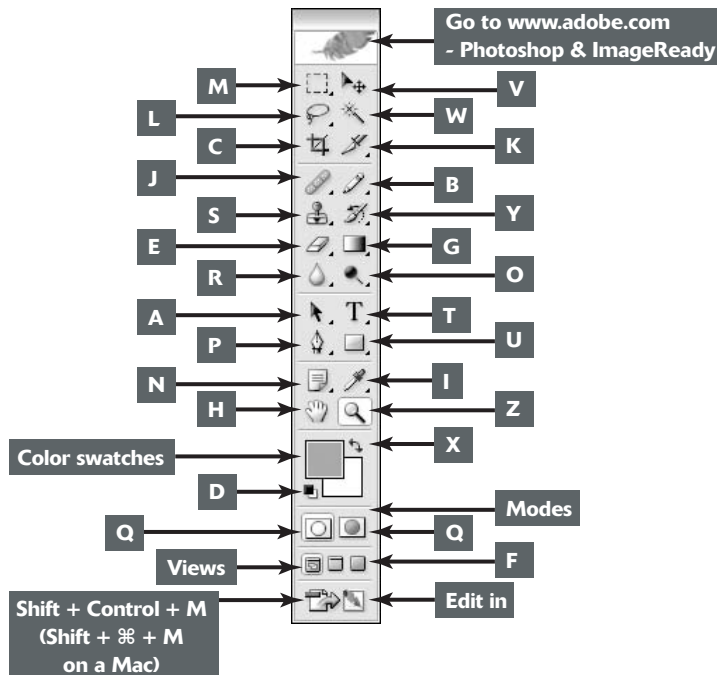 Go to www.adobe.com
- Photoshop & ImageReady
M
V
L
W
C
K
J
B
S
Y
E
G
R
O
A
T
P
U
N
I
H
Z
X
Color swatches
D
Modes
Q
Q
Views
F
Shift + Control + M
(Shift + ⌘ + M
on a Mac)
Edit in